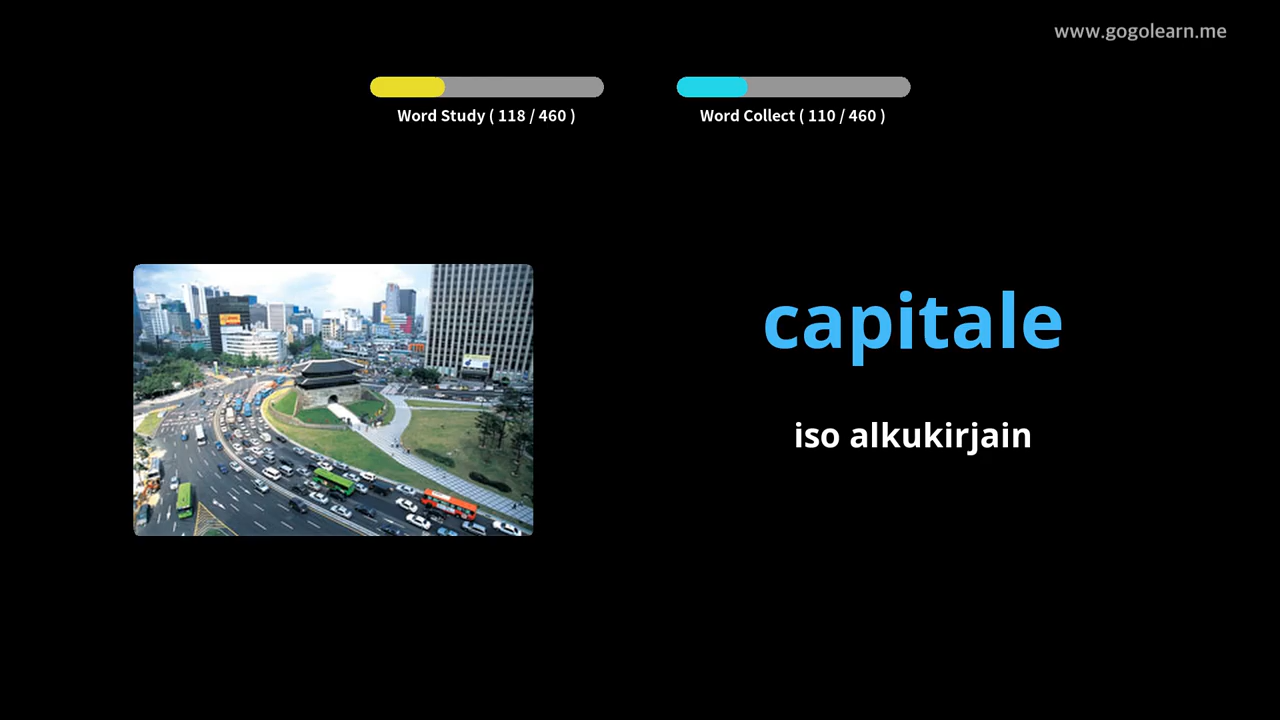 www.gogolearn.me
Word Study ( 118 / 460 )
Word Collect ( 110 / 460 )
capitale
iso alkukirjain